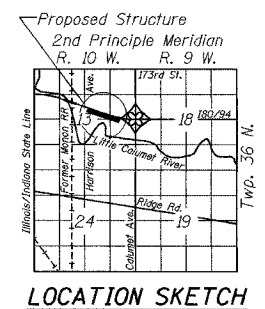 Proposed Structure
2nd Principle Meridian
R. 10 W. R. 9 W.
Ave.
173rd St.
13
18
I80/94
Little Calumet River
Illinois/Indiana State Line
Former Monon RR
Harrison
Calumet Ave.
Twp. 36 N.
Ridge Rd.
24
19
LOCATION SKETCH